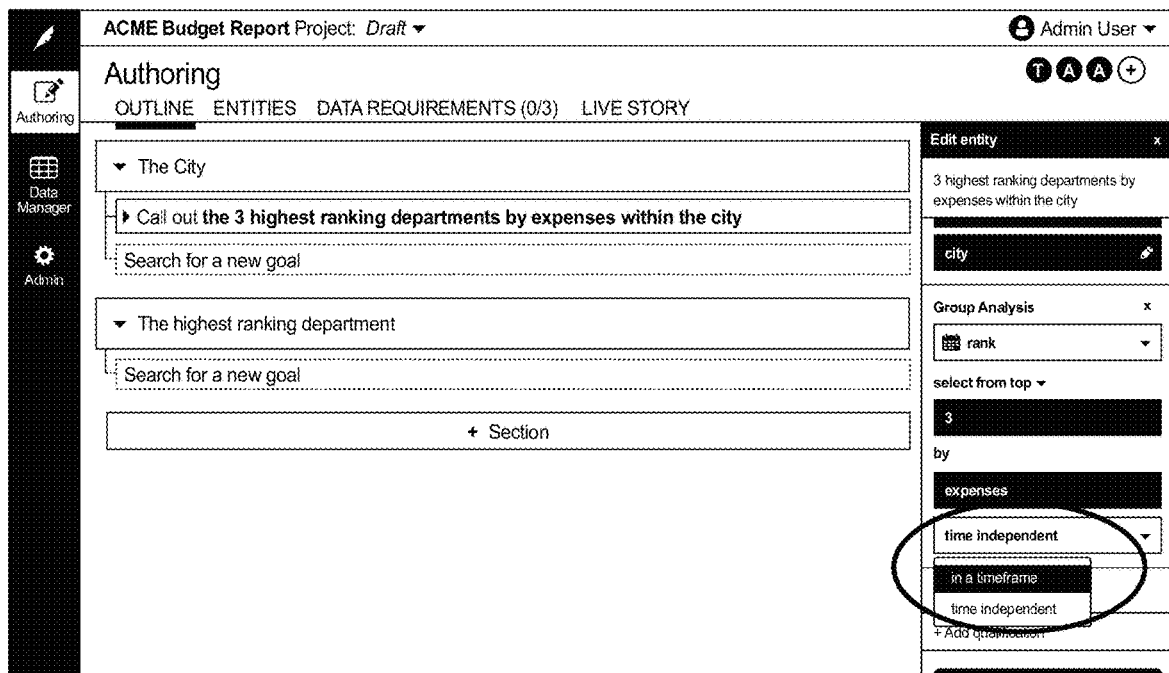 ACME Budget Report Project: Draft
Admin User
Authoring
T A A +
OUTLINE ENTITIES DATA REQUIREMENTS (0/3) LIVE STORY
Authoring
Data
Manager
Admin
The City
Call out the 3 highest ranking departments by expenses within the city
Search for a new goal
The highest ranking department
Search for a new goal
+ Section
Edit entity x
3 highest ranking departments by
expenses within the city
city
Group Analysis x
rank
select from top
3
by
expenses
time independent
in a timeframe
time independent
+ Add qualification